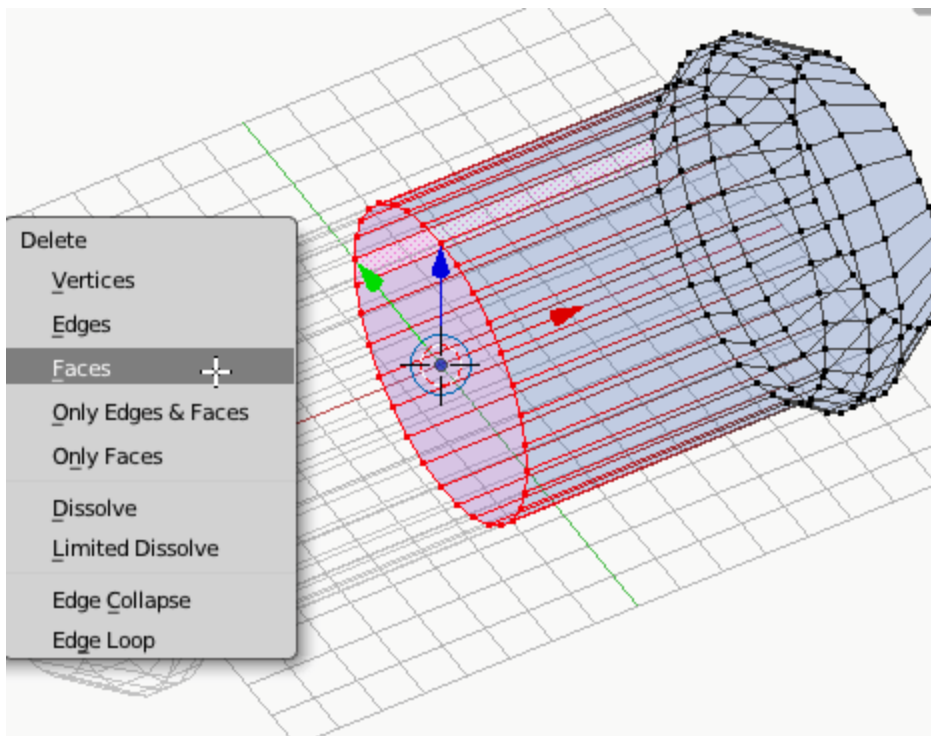 Delete
Vertices
Edges
Faces
Only Edges & Faces
Only Faces
Dissolve
Limited Dissolve
Edge Collapse
Edge Loop